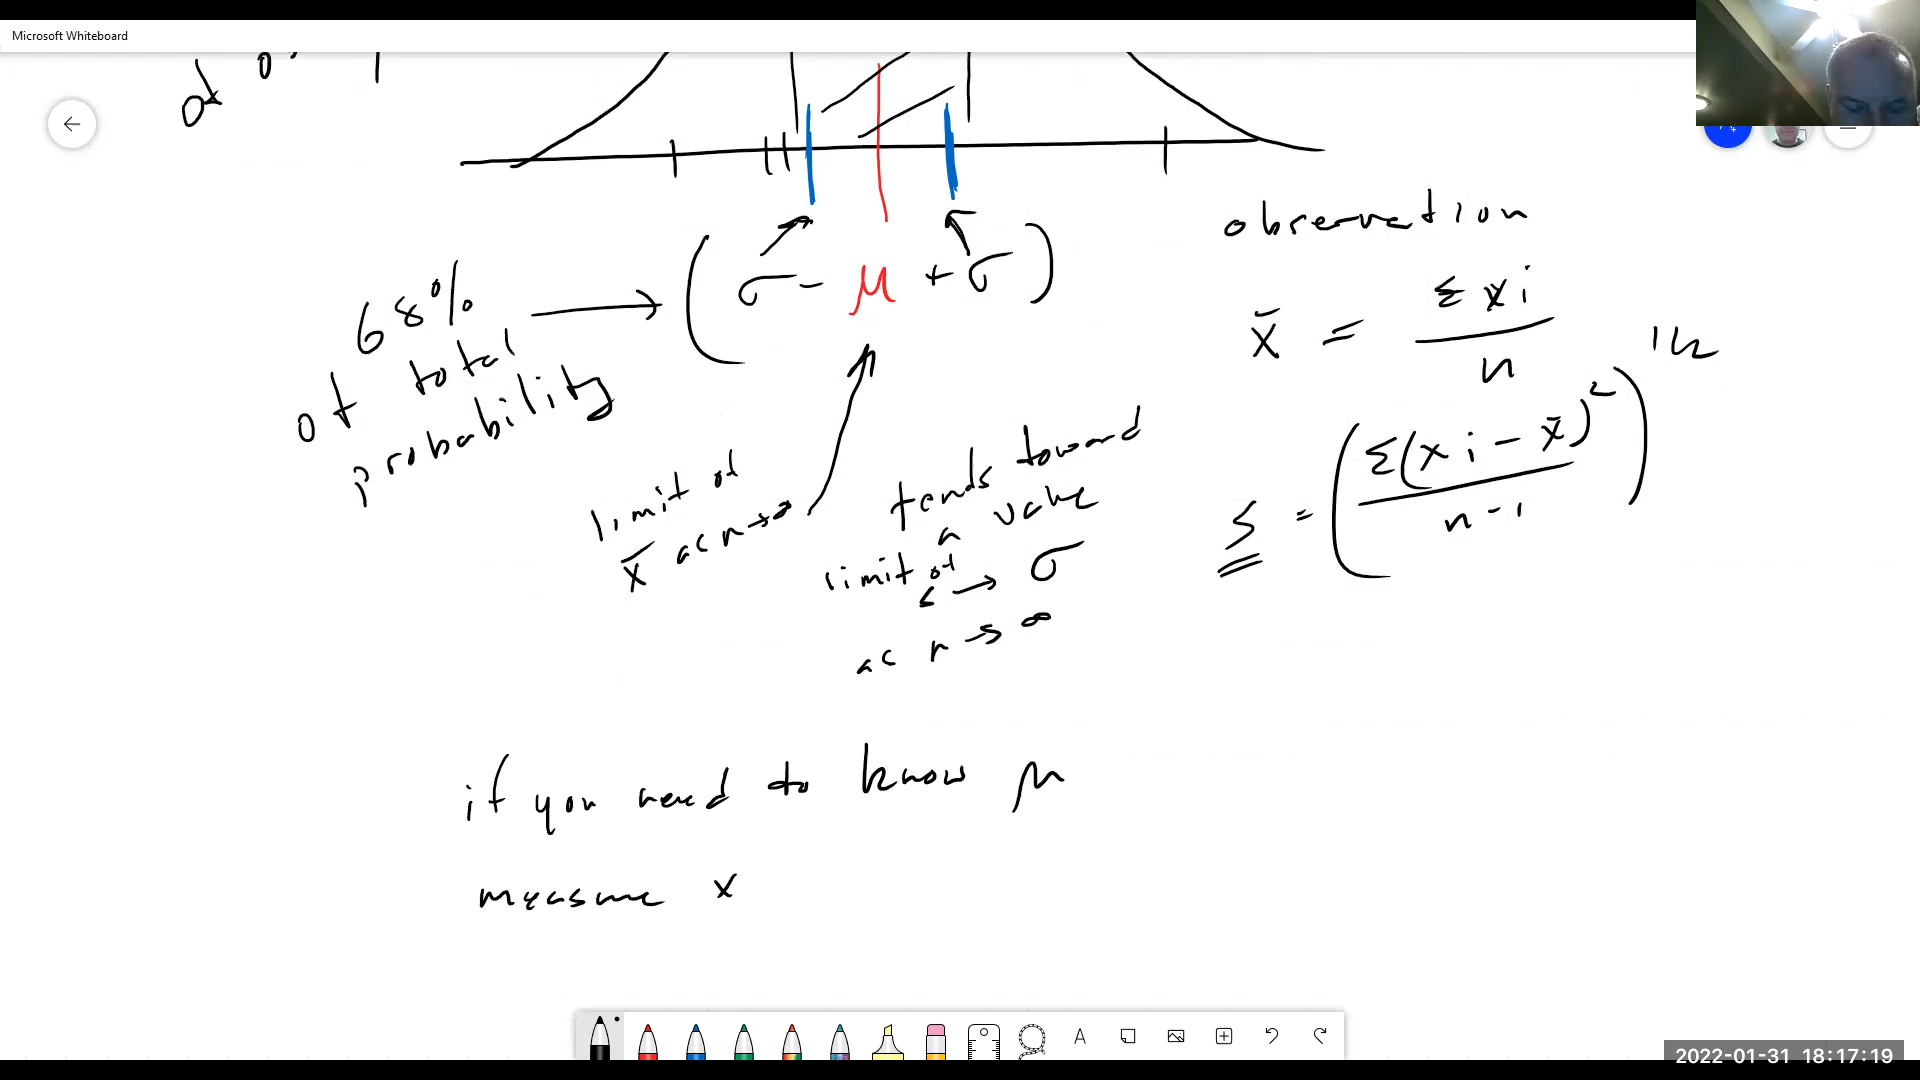 Microsoft Whiteboard
of
(σ - μ + σ)
68%
of total
probability
limit of
x̄ as n→∞
tends toward
a value
limit of
s → σ
as n → ∞
observation
x̄ = Σxi / n
s = (Σ(xi - x̄)² / n-1)^1/2
if you need to know μ
measure x
A
2022-01-31 18:17:19